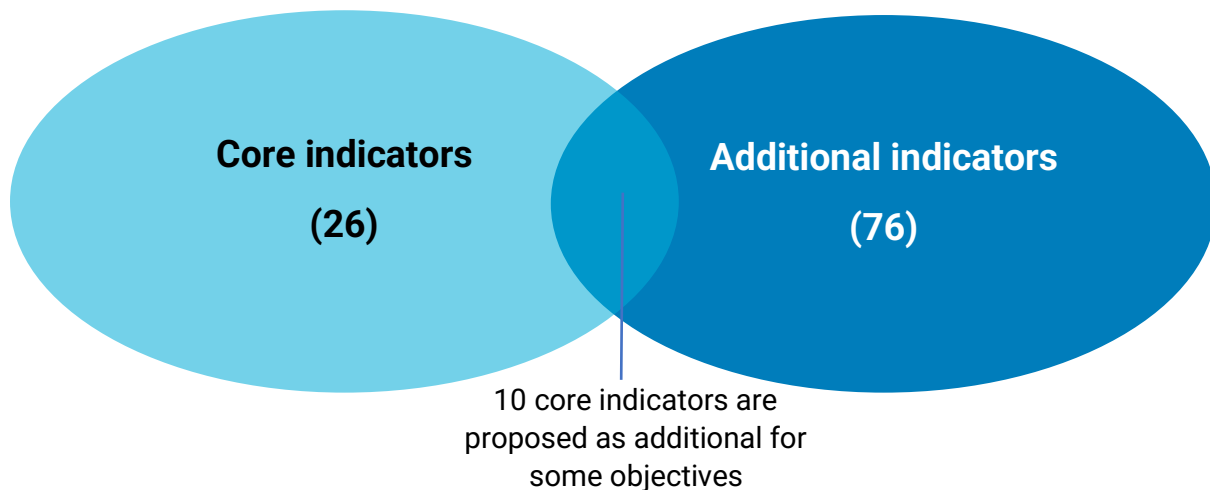 Core indicators
(26)
Additional indicators
(76)
10 core indicators are
proposed as additional for
some objectives